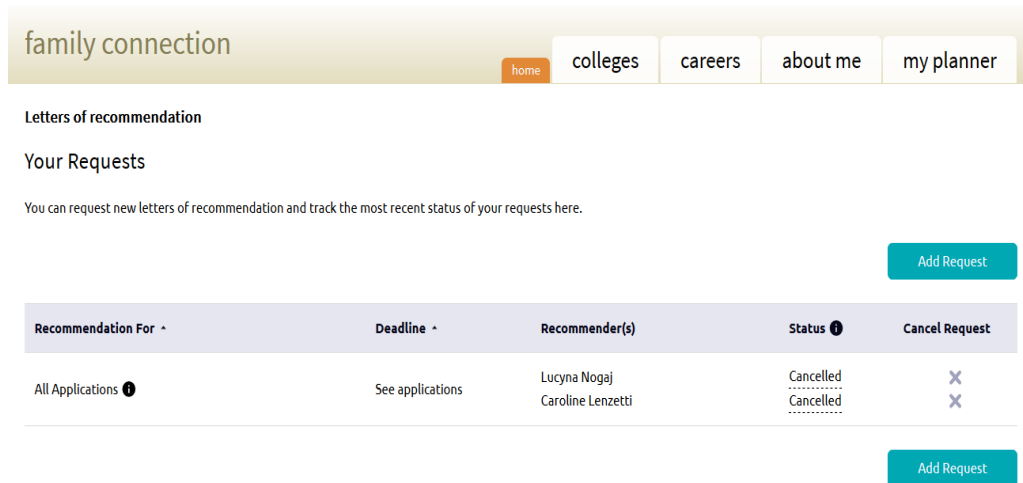 family connection
home
colleges
careers
about me
my planner
Letters of recommendation
Your Requests
You can request new letters of recommendation and track the most recent status of your requests here.
Add Request
Recommendation For Deadline Recommender(s) Status Cancel Request
All Applications See applications
Lucyna Nogaj Cancelled
Caroline Lenzetti Cancelled
Add Request